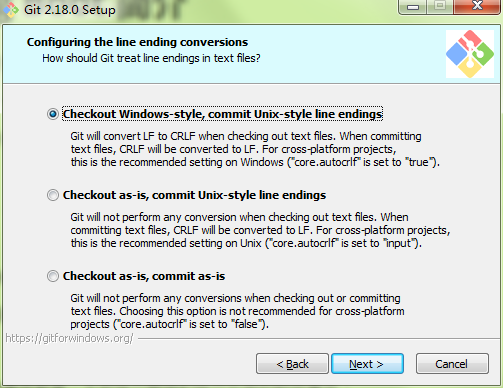 Git 2.18.0 Setup
Configuring the line ending conversions
How should Git treat line endings in text files?
Checkout Windows-style, commit Unix-style line endings
Git will convert LF to CRLF when checking out text files. When committing
text files, CRLF will be converted to LF. For cross-platform projects,
this is the recommended setting on Windows ("core.autocrlf" is set to "true").
Checkout as-is, commit Unix-style line endings
Git will not perform any conversion when checking out text files. When
committing text files, CRLF will be converted to LF. For cross-platform projects,
this is the recommended setting on Unix ("core.autocrlf" is set to "input").
Checkout as-is, commit as-is
Git will not perform any conversions when checking out or committing
text files. Choosing this option is not recommended for cross-platform
projects ("core.autocrlf" is set to "false").
https://gitforwindows.org/
< Back
Next >
Cancel